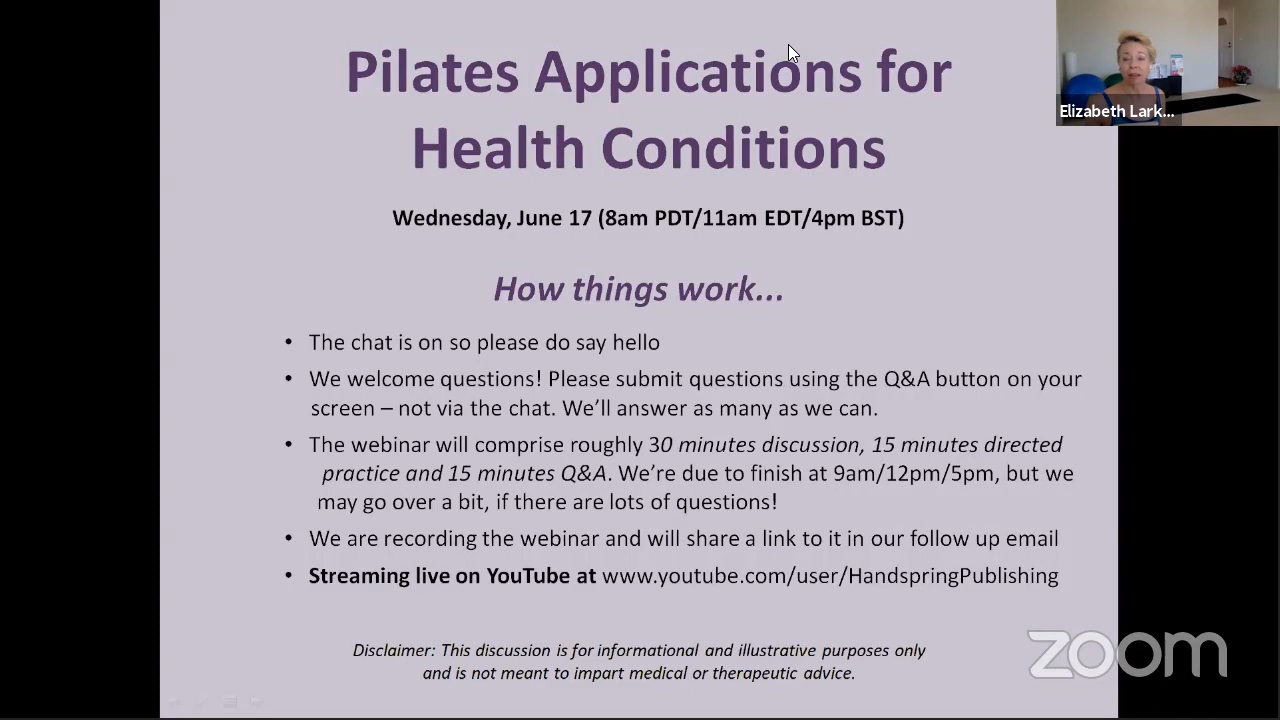 Pilates Applications for
Health Conditions
Elizabeth Lark...
Wednesday, June 17 (8am PDT/11am EDT/4pm BST)
How things work...
• The chat is on so please do say hello
• We welcome questions! Please submit questions using the Q&A button on your
screen – not via the chat. We’ll answer as many as we can.
• The webinar will comprise roughly 30 minutes discussion, 15 minutes directed
practice and 15 minutes Q&A. We’re due to finish at 9am/12pm/5pm, but we
may go over a bit, if there are lots of questions!
• We are recording the webinar and will share a link to it in our follow up email
• Streaming live on YouTube at www.youtube.com/user/HandspringPublishing
Disclaimer: This discussion is for informational and illustrative purposes only
and is not meant to impart medical or therapeutic advice.
zoom